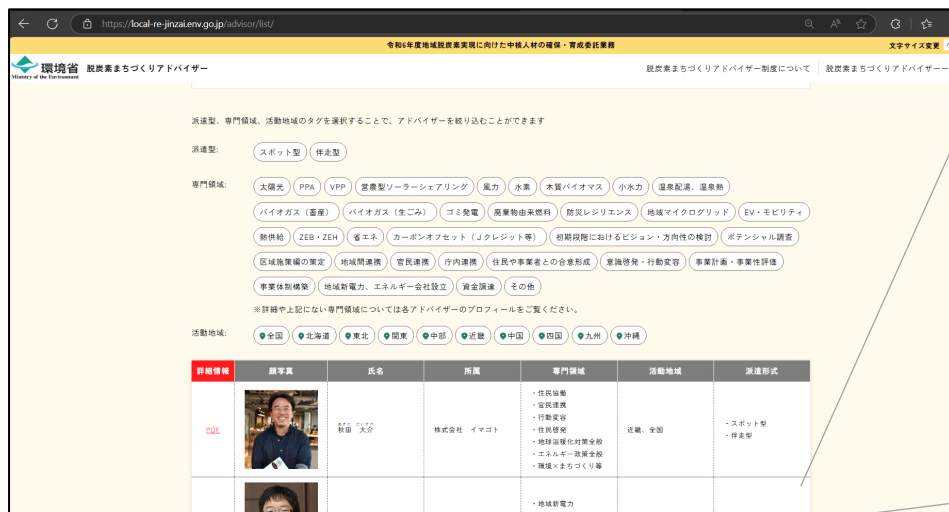 https://local-re-jinzai.env.go.jp/advisor/list/
令和6年度地域脱炭素実現に向けた中核人材の確保・育成委託業務
文字サイズ変更
環境省 脱炭素まちづくりアドバイザー
Ministry of the Environment
脱炭素まちづくりアドバイザー制度について 脱炭素まちづくりアドバイザー一
派遣型、専門領域、活動地域のタグを選択することで、アドバイザーを絞り込むことができます
派遣型: スポット型 伴走型
専門領域: 太陽光 PPA VPP 営農型ソーラーシェアリング 風力 水素 木質バイオマス 小水力 温泉配湯、温泉熱
バイオガス（畜産） バイオガス（生ごみ） ゴミ発電 廃棄物由来燃料 防災レジリエンス 地域マイクログリッド EV・モビリティ
熱供給 ZEB・ZEH 省エネ カーボンオフセット（Jクレジット等） 初期段階におけるビジョン・方向性の検討 ポテンシャル調査
区域施策編の策定 地域間連携 官民連携 庁内連携 住民や事業者との合意形成 意識啓発・行動変容 事業計画・事業性評価
事業体制構築 地域新電力、エネルギー会社設立 資金調達 その他
※詳細や上記にない専門領域については各アドバイザーのプロフィールをご覧ください。
活動地域: 全国 北海道 東北 関東 中部 近畿 中国 四国 九州 沖縄
詳細情報 顔写真 氏名 所属 専門領域 活動地域 派遣形式
PDF
秋田 大介
株式会社 イマゴト
・住民協働
・官民連携
・行動変容
・住民啓発
・地球温暖化対策全般
・エネルギー政策全般
・環境×まちづくり等
近畿、全国
・スポット型
・伴走型
・地域新電力